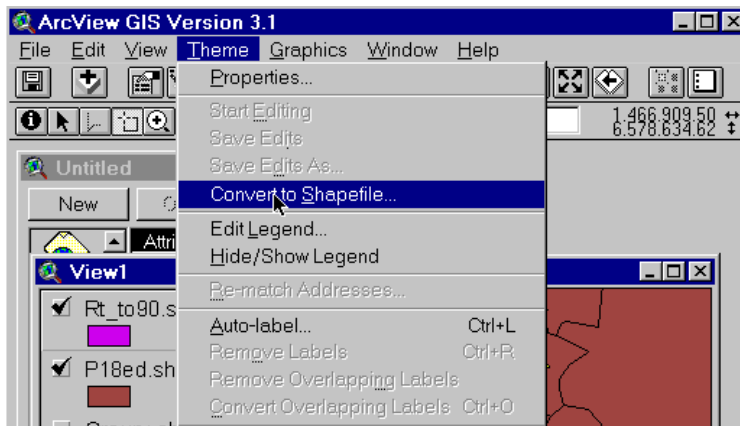 ArcView GIS Version 3.1
File Edit View Theme Graphics Window Help
Properties...
Start Editing
Save Edits
Save Edits As...
Convert to Shapefile...
Edit Legend...
Hide/Show Legend
Re-match Addresses...
Auto-label... Ctrl+L
Remove Labels Ctrl+R
Remove Overlapping Labels
Convert Overlapping Labels Ctrl+O
1.466.909.50
6.578.634.62
Untitled
New
Attri
View1
Rt_to90.s
P18ed.sh